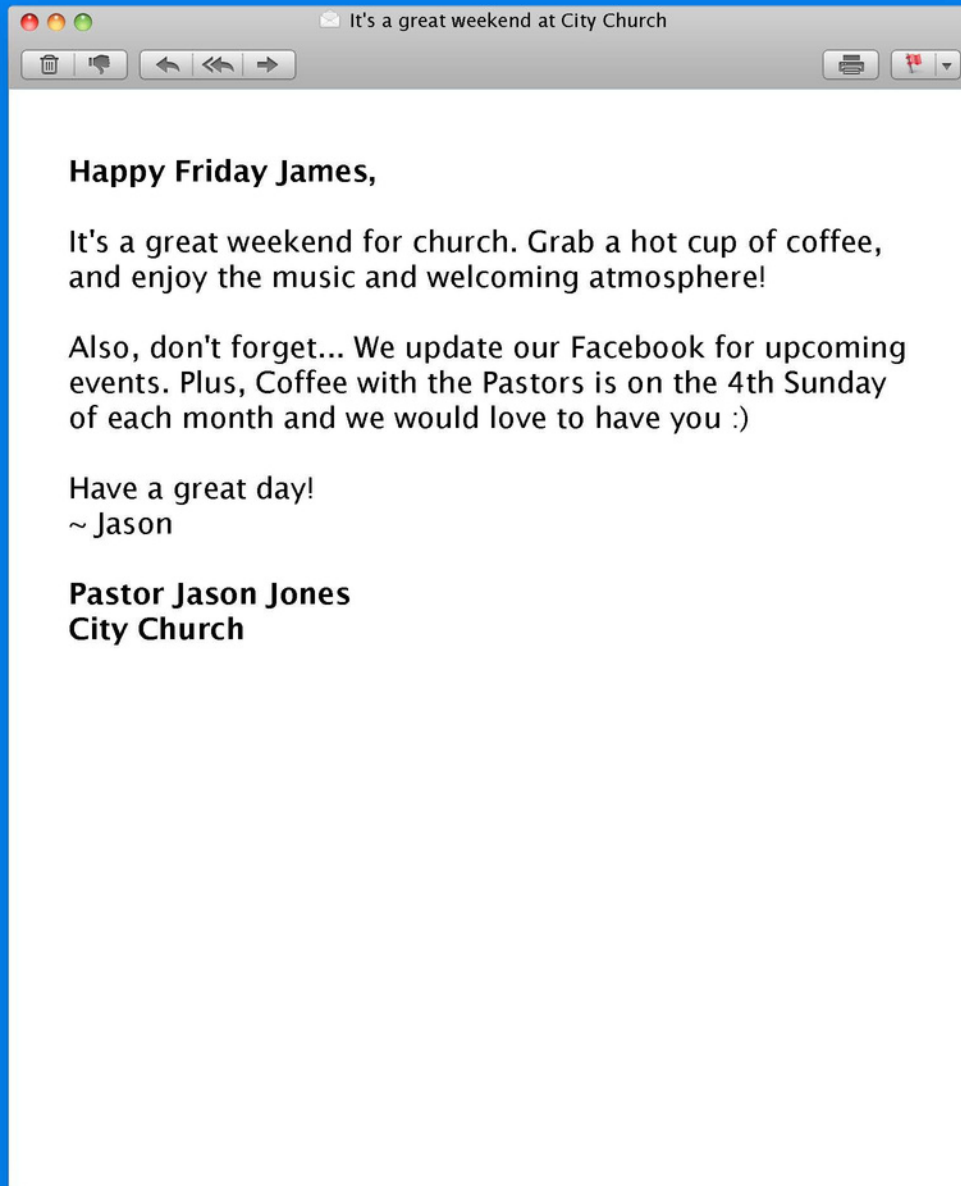 It's a great weekend at City Church
Happy Friday James,
It's a great weekend for church. Grab a hot cup of coffee,
and enjoy the music and welcoming atmosphere!
Also, don't forget... We update our Facebook for upcoming
events. Plus, Coffee with the Pastors is on the 4th Sunday
of each month and we would love to have you :)
Have a great day!
~ Jason
Pastor Jason Jones
City Church